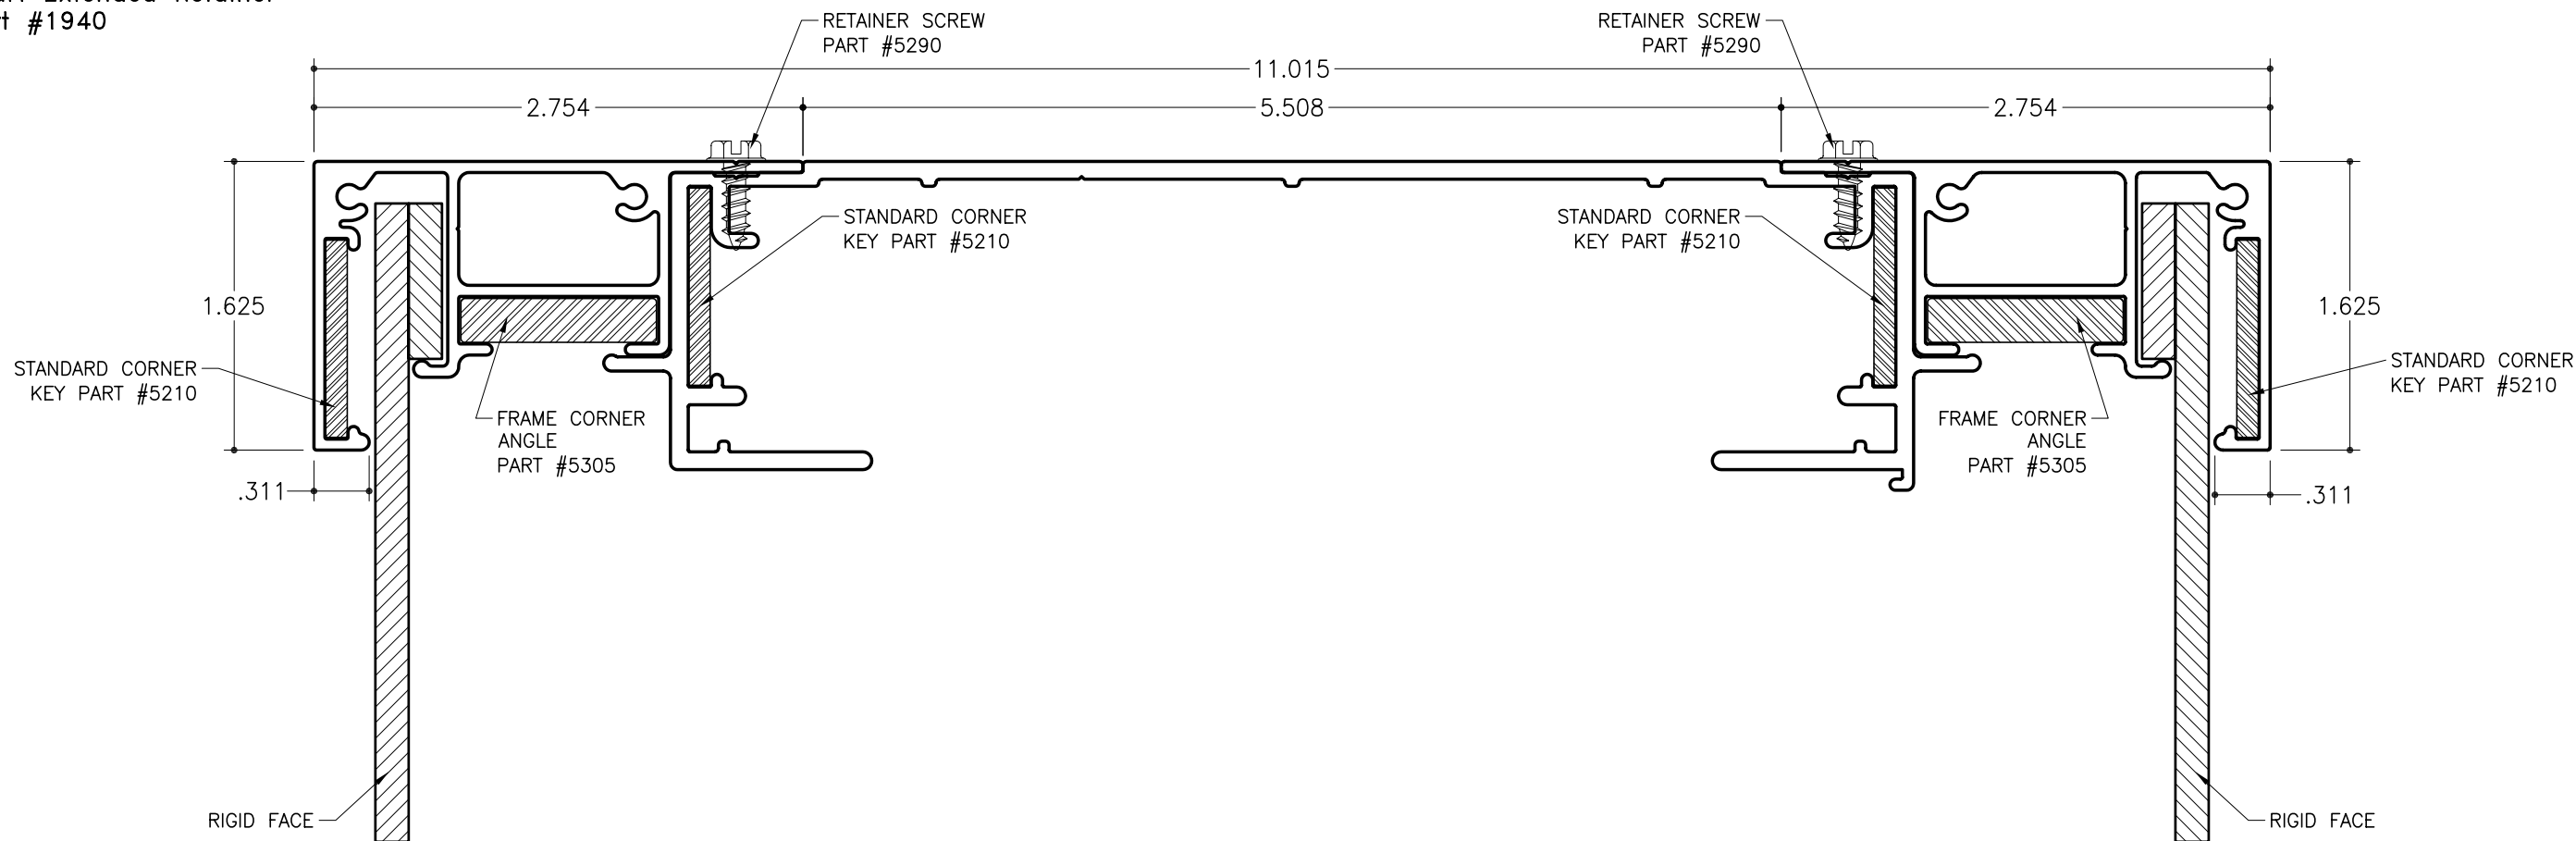 Extended Retainer
#1940
RETAINER SCREW
PART #5290
RETAINER SCREW
PART #5290
11.015
2.754
5.508
2.754
STANDARD CORNER
KEY PART #5210
STANDARD CORNER
KEY PART #5210
1.625
1.625
STANDARD CORNER
KEY PART #5210
STANDARD CORNER
KEY PART #5210
FRAME CORNER
ANGLE
PART #5305
FRAME CORNER
ANGLE
PART #5305
.311
.311
RIGID FACE
RIGID FACE